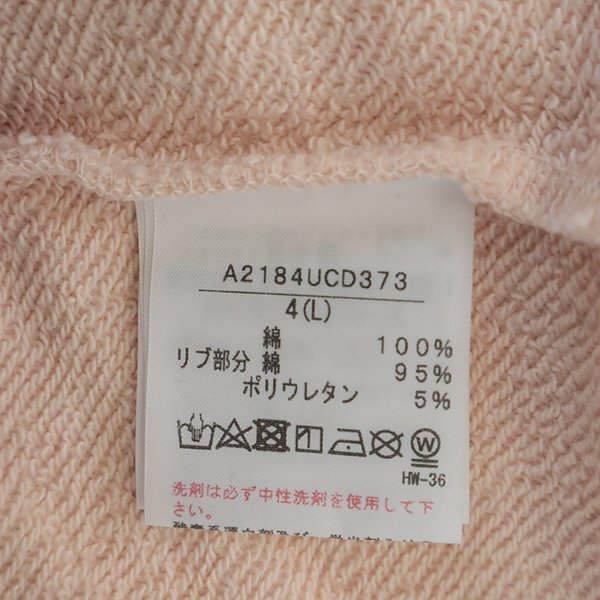 A2184UCD373
4(L)
綿 100%
リブ部分 綿 95%
ポリウレタン 5%
W
HW-36
洗剤は必ず中性洗剤を使用して下
さい。